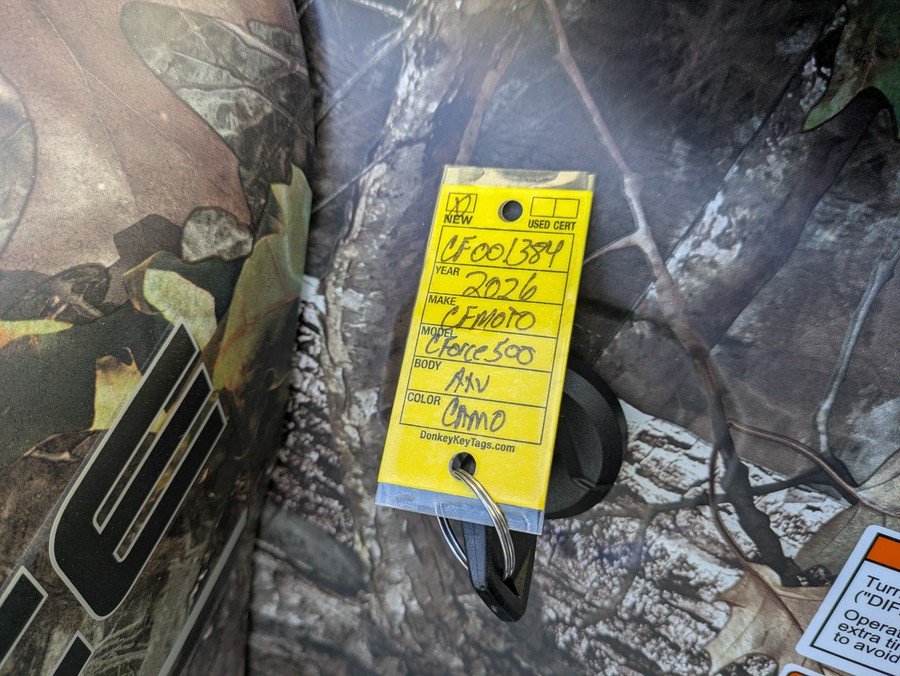 NEW
USED CERT
CF001384
YEAR
2026
MAKE
CFMOTO
MODEL
CForce 500
BODY
Atv
COLOR
CAMO
DonkeyKeyTags.com
Turn
("DIF
Operat
extra ti
to avoid